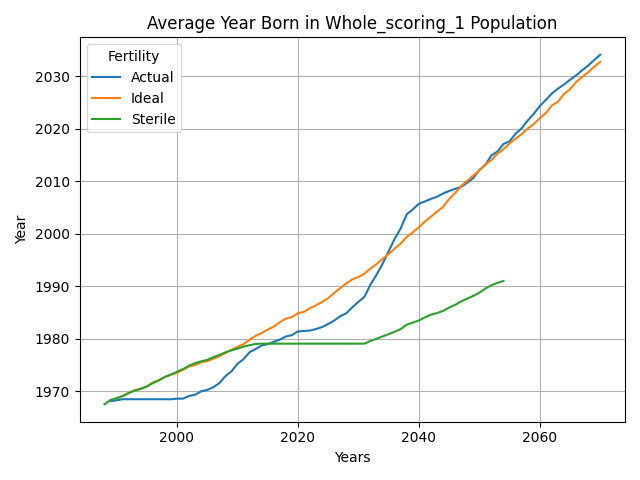 Average Year Born in Whole_scoring_1 Population
Fertility
Actual
Ideal
Sterile
Year
2030
2020
2010
2000
1990
1980
1970
2000
2020
2040
2060
Years